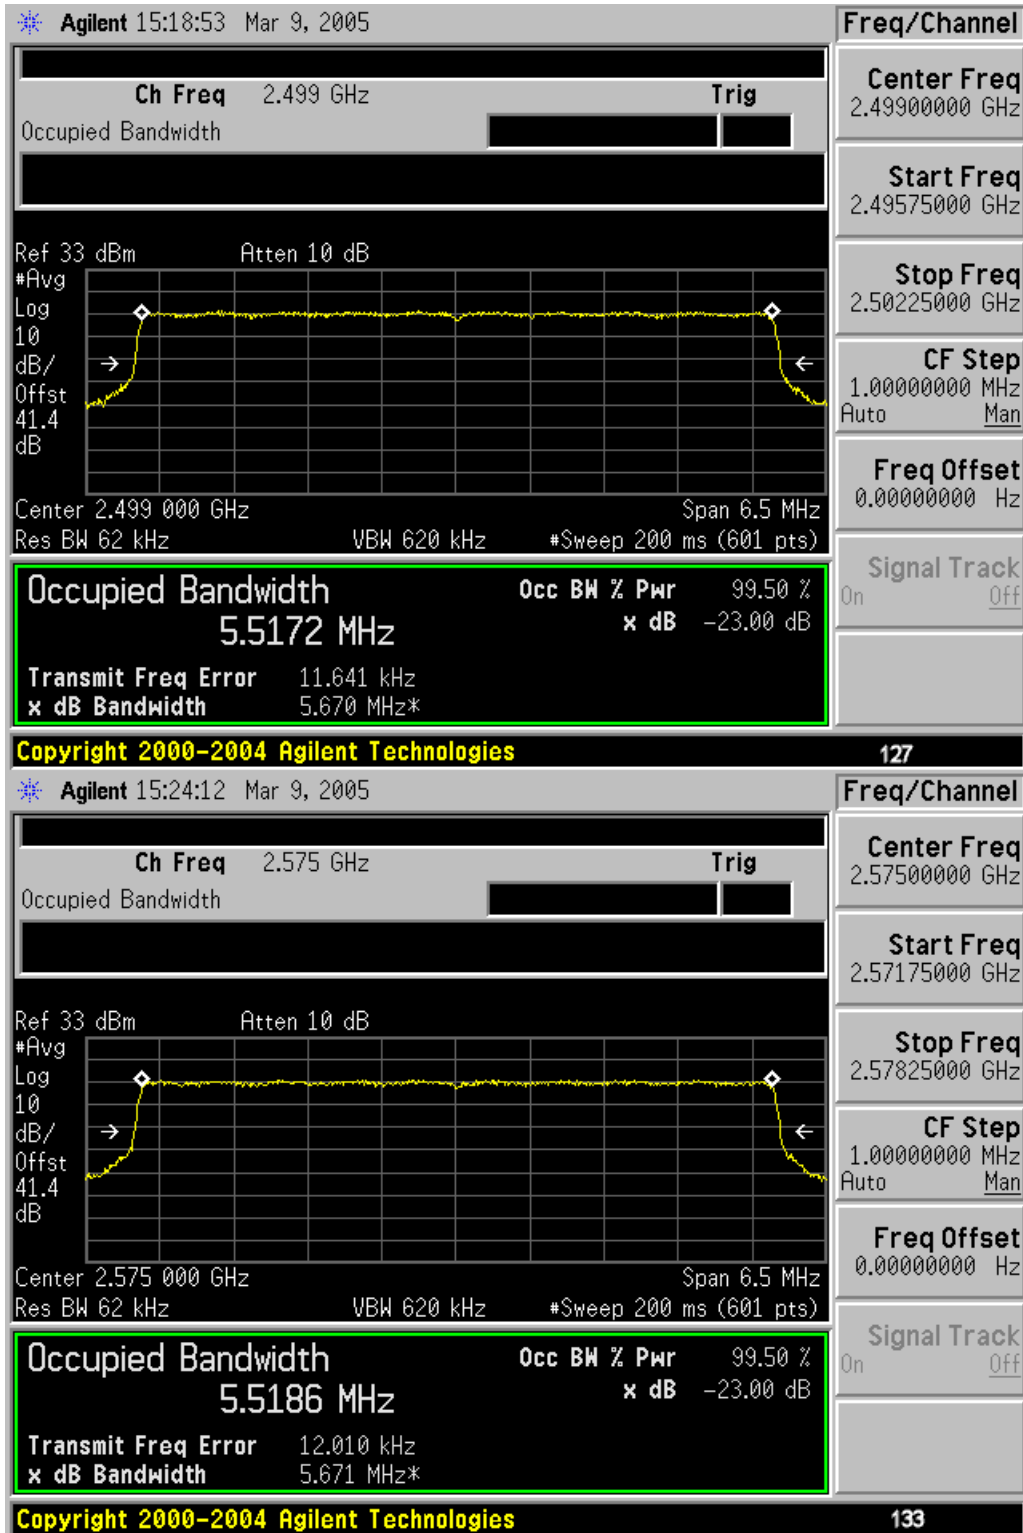 Agilent 15:18:53 Mar 9, 2005
Freq/Channel
Ch Freq 2.499 GHz Trig
Occupied Bandwidth
Center Freq
2.49900000 GHz
Start Freq
2.49575000 GHz
Stop Freq
2.50225000 GHz
CF Step
1.00000000 MHz
Auto Man
Freq Offset
0.00000000 Hz
Signal Track
On Off
Ref 33 dBm Atten 10 dB
#Avg
Log
10
dB/
Offst
41.4
dB
Center 2.499 000 GHz Span 6.5 MHz
Res BW 62 kHz VBW 620 kHz #Sweep 200 ms (601 pts)
Occupied Bandwidth Occ BW % Pwr 99.50 %
5.5172 MHz x dB -23.00 dB
Transmit Freq Error 11.641 kHz
x dB Bandwidth 5.670 MHz*
Copyright 2000-2004 Agilent Technologies 127
Agilent 15:24:12 Mar 9, 2005
Freq/Channel
Ch Freq 2.575 GHz Trig
Occupied Bandwidth
Center Freq
2.57500000 GHz
Start Freq
2.57175000 GHz
Stop Freq
2.57825000 GHz
CF Step
1.00000000 MHz
Auto Man
Freq Offset
0.00000000 Hz
Signal Track
On Off
Ref 33 dBm Atten 10 dB
#Avg
Log
10
dB/
Offst
41.4
dB
Center 2.575 000 GHz Span 6.5 MHz
Res BW 62 kHz VBW 620 kHz #Sweep 200 ms (601 pts)
Occupied Bandwidth Occ BW % Pwr 99.50 %
5.5186 MHz x dB -23.00 dB
Transmit Freq Error 12.010 kHz
x dB Bandwidth 5.671 MHz*
Copyright 2000-2004 Agilent Technologies 133